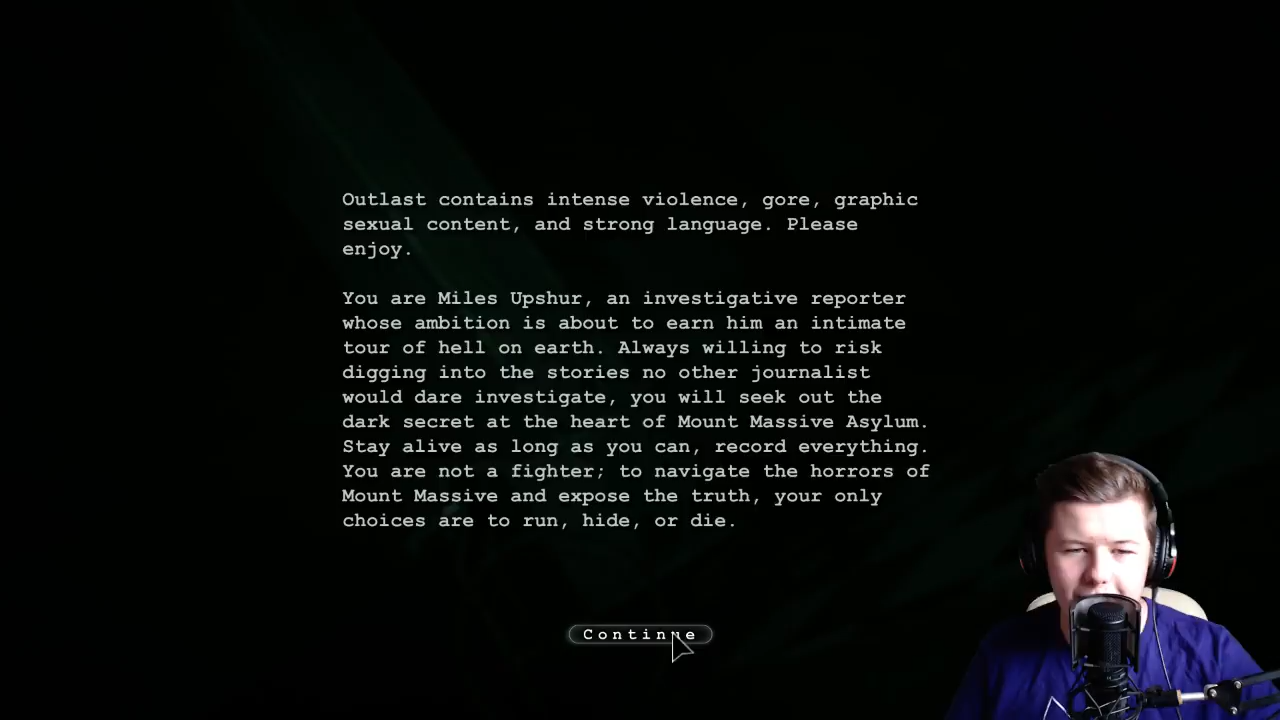 Outlast contains intense violence, gore, graphic
sexual content, and strong language. Please
enjoy.
You are Miles Upshur, an investigative reporter
whose ambition is about to earn him an intimate
tour of hell on earth. Always willing to risk
digging into the stories no other journalist
would dare investigate, you will seek out the
dark secret at the heart of Mount Massive Asylum.
Stay alive as long as you can, record everything.
You are not a fighter; to navigate the horrors of
Mount Massive and expose the truth, your only
choices are to run, hide, or die.
Continue